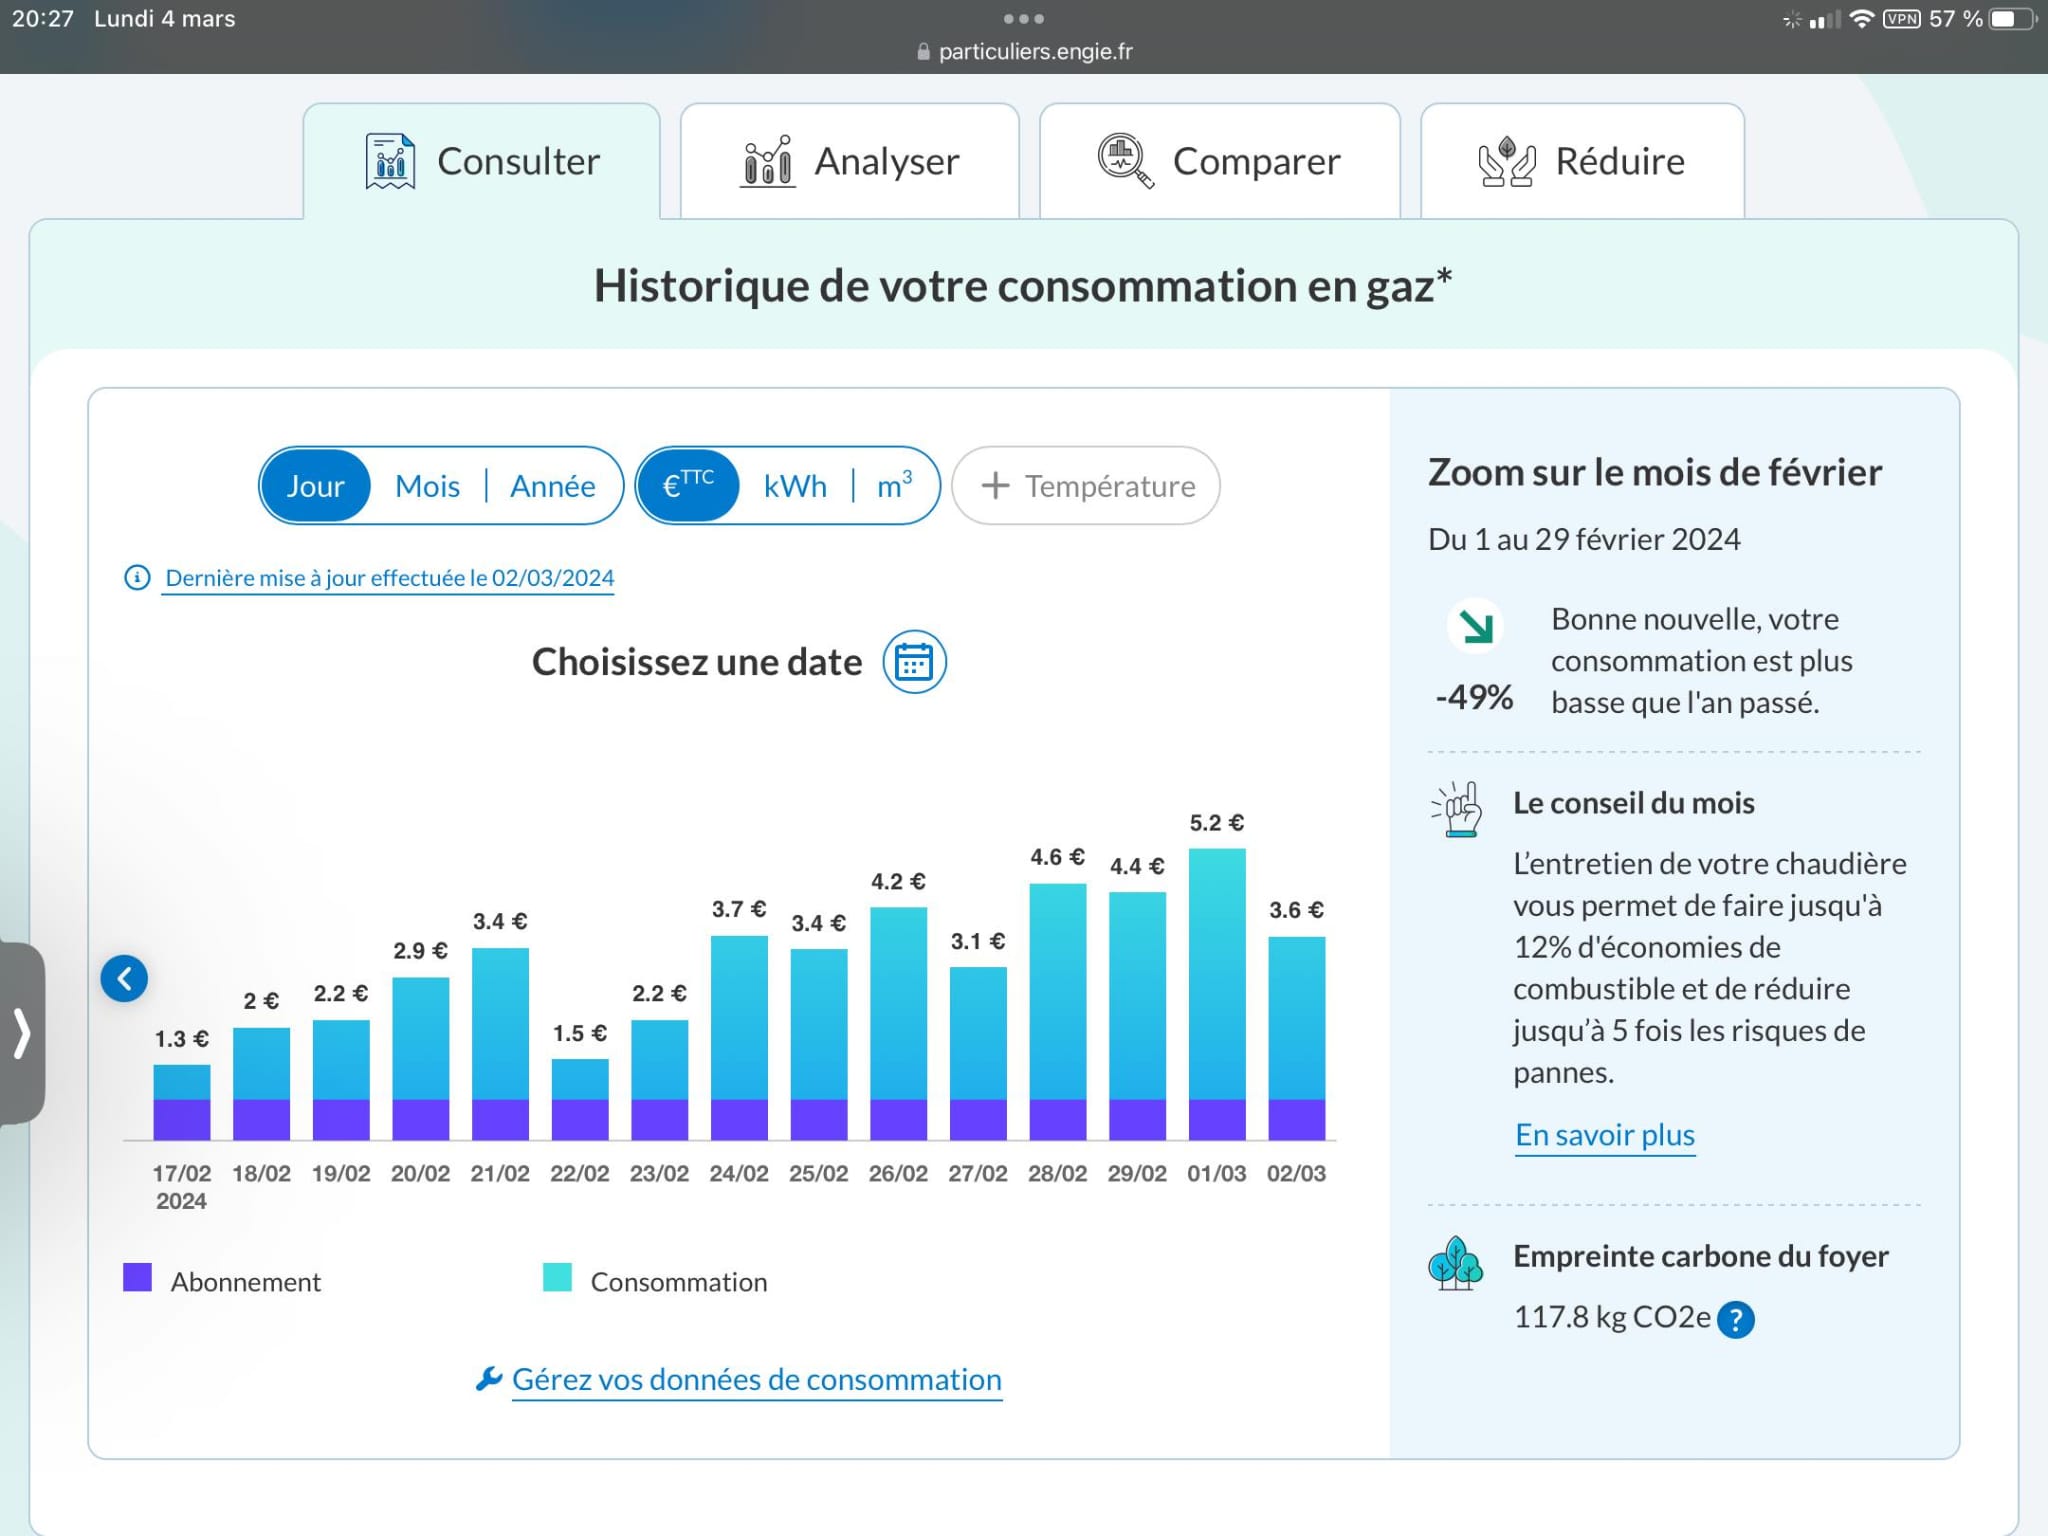 20:27 Lundi 4 mars
VPN 57 %
particuliers.engie.fr
Consulter
Analyser
Comparer
Réduire
Historique de votre consommation en gaz*
Jour Mois | Année
€TTC kWh | m³
+ Température
Dernière mise à jour effectuée le 02/03/2024
Choisissez une date
1.3 €
2 €
2.2 €
2.9 €
3.4 €
1.5 €
2.2 €
3.7 €
3.4 €
4.2 €
3.1 €
4.6 €
4.4 €
5.2 €
3.6 €
17/02 18/02 19/02 20/02 21/02 22/02 23/02 24/02 25/02 26/02 27/02 28/02 29/02 01/03 02/03
2024
Abonnement
Consommation
Gérez vos données de consommation
Zoom sur le mois de février
Du 1 au 29 février 2024
-49%
Bonne nouvelle, votre
consommation est plus
basse que l'an passé.
Le conseil du mois
L’entretien de votre chaudière
vous permet de faire jusqu'à
12% d'économies de
combustible et de réduire
jusqu’à 5 fois les risques de
pannes.
En savoir plus
Empreinte carbone du foyer
117.8 kg CO2e ?